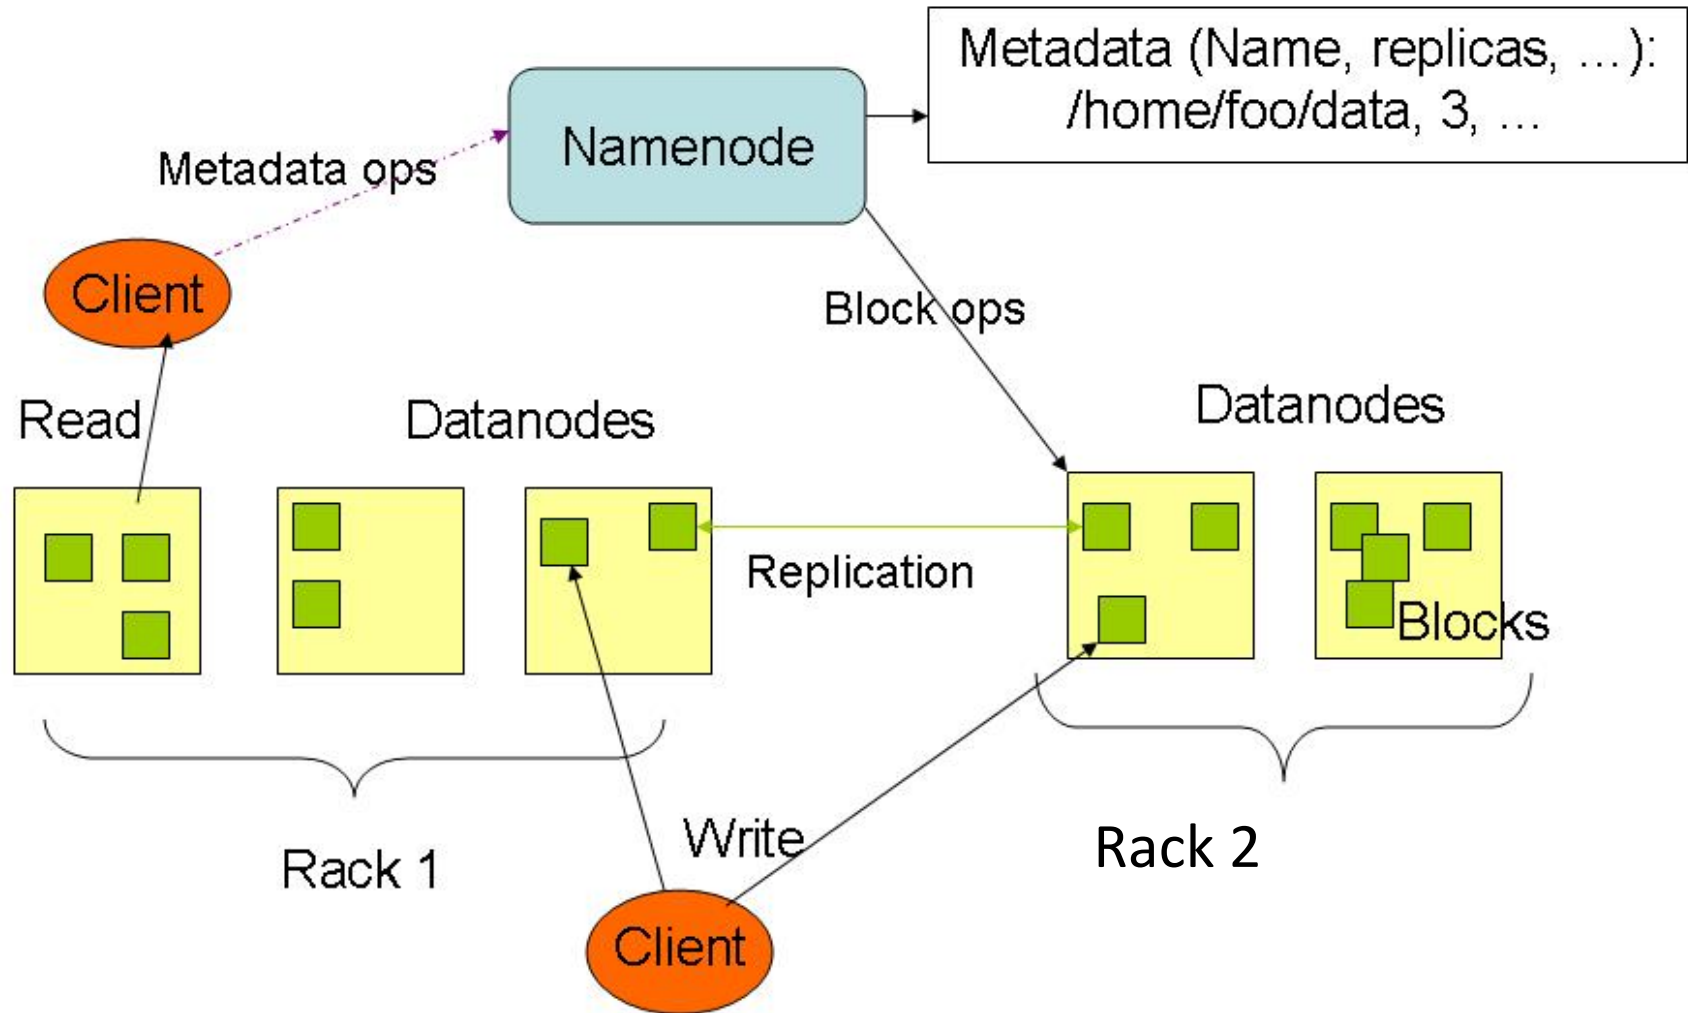 Metadata (Name, replicas, ...):
/home/foo/data, 3, ...
Namenode
Metadata ops
Client
Block ops
Read
Datanodes
Datanodes
Replication
Blocks
Rack 1
Write
Rack 2
Client